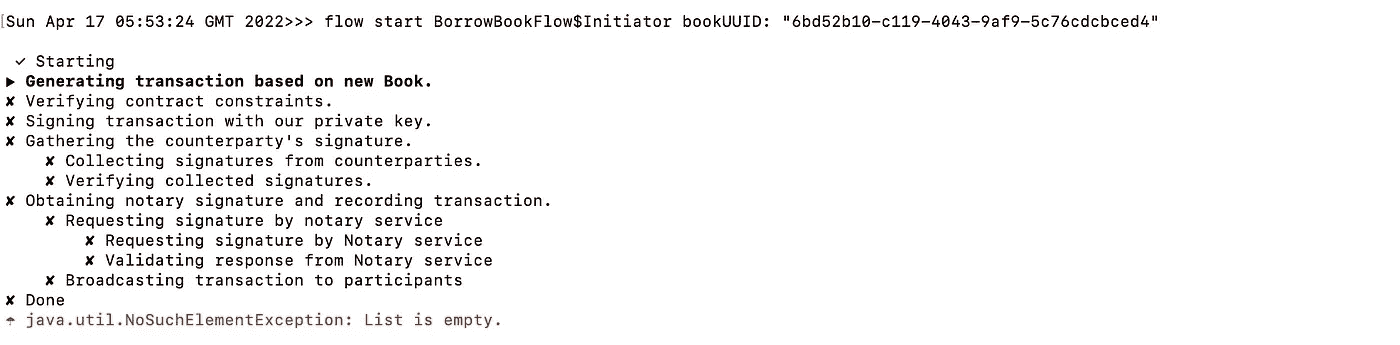 [Sun Apr 17 05:53:24 GMT 2022>>> flow start BorrowBookFlow$Initiator bookUUID: "6bd52b10-c119-4043-9af9-5c76cdcbced4"
✓ Starting
▶ Generating transaction based on new Book.
✘ Verifying contract constraints.
✘ Signing transaction with our private key.
✘ Gathering the counterparty's signature.
✘ Collecting signatures from counterparties.
✘ Verifying collected signatures.
✘ Obtaining notary signature and recording transaction.
✘ Requesting signature by notary service
✘ Requesting signature by Notary service
✘ Validating response from Notary service
✘ Broadcasting transaction to participants
✘ Done
☂ java.util.NoSuchElementException: List is empty.